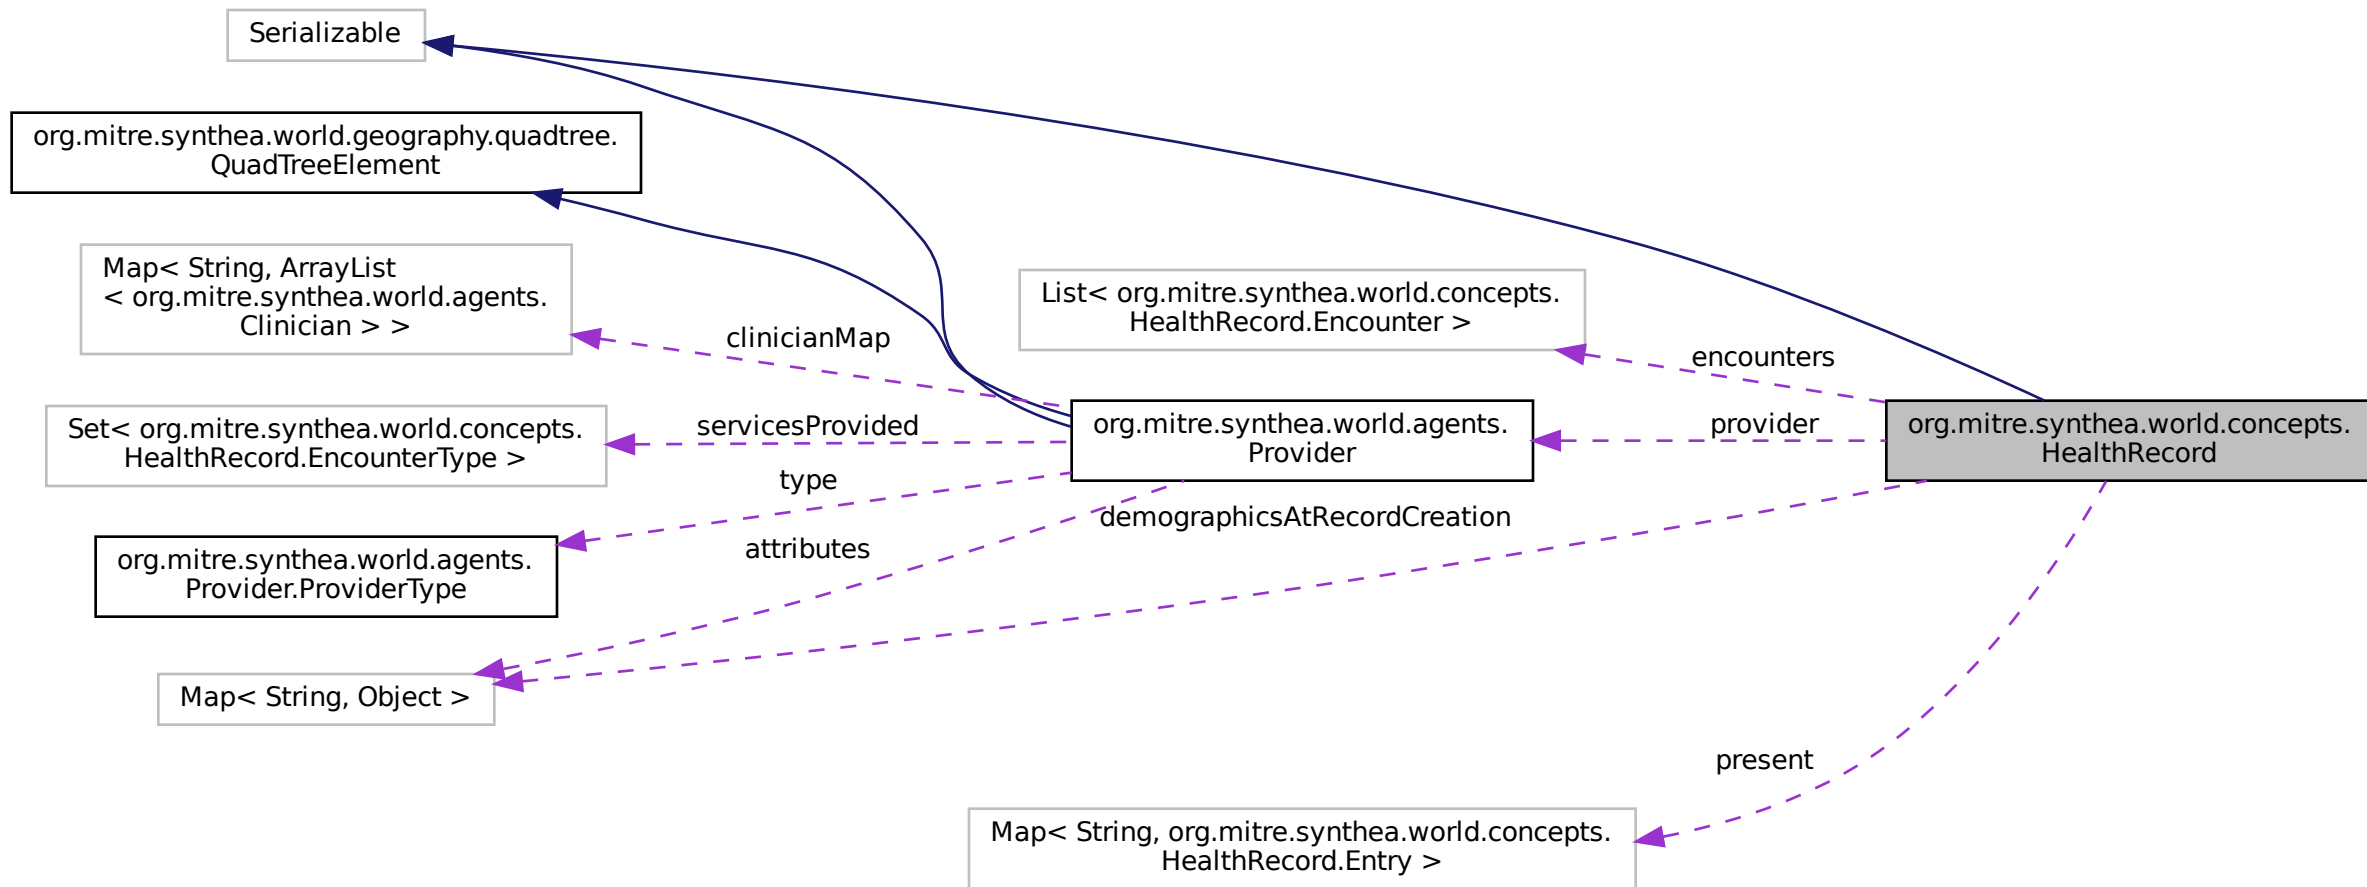 Serializable
org.mitre.synthea.world.geography.quadtree.
QuadTreeElement
Map< String, ArrayList
< org.mitre.synthea.world.agents.
Clinician > >
List< org.mitre.synthea.world.concepts.
HealthRecord.Encounter >
clinicianMap
encounters
Set< org.mitre.synthea.world.concepts.
HealthRecord.EncounterType >
servicesProvided
org.mitre.synthea.world.agents.
Provider
provider
org.mitre.synthea.world.concepts.
HealthRecord
type
demographicsAtRecordCreation
attributes
org.mitre.synthea.world.agents.
Provider.ProviderType
Map< String, Object >
present
Map< String, org.mitre.synthea.world.concepts.
HealthRecord.Entry >